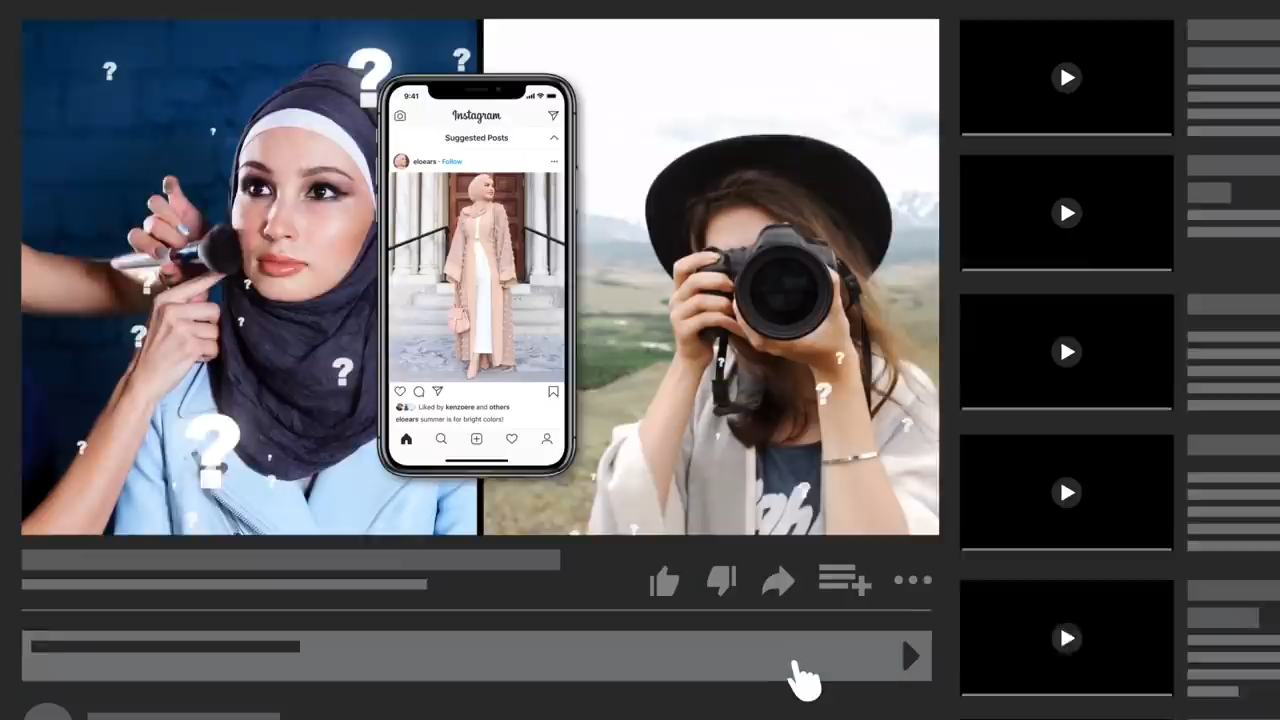 9:41
Instagram
Suggested Posts
eloears · Follow
Liked by kenzoere and others
eloears summer is for bright colors!
? ? ?